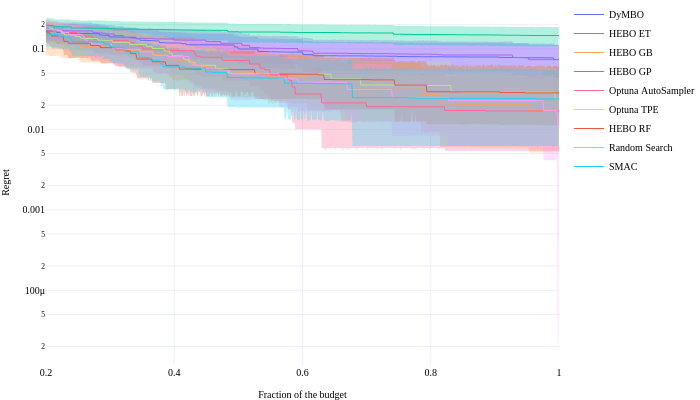 2
0.1
5
2
0.01
5
2
0.001
5
2
100μ
5
2
0.2
0.4
0.6
0.8
1
Fraction of the budget
Regret
DyMBO
HEBO ET
HEBO GB
HEBO GP
Optuna AutoSampler
Optuna TPE
HEBO RF
Random Search
SMAC